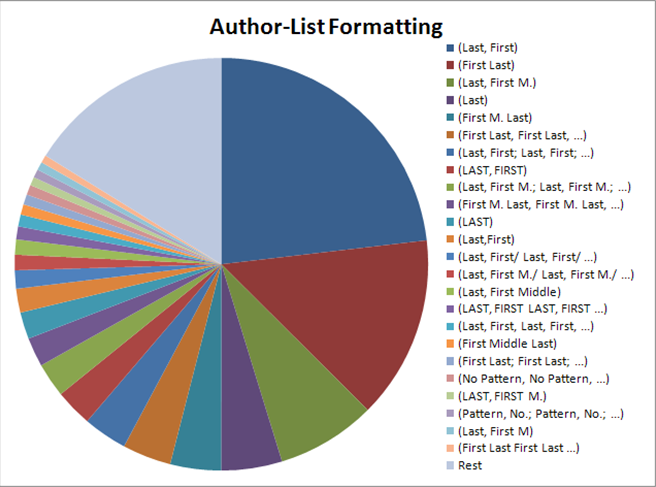 Author-List Formatting
(Last, First)
(First Last)
(Last, First M.)
(Last)
(First M. Last)
(First Last, First Last, ...)
(Last, First; Last, First; ...)
(LAST, FIRST)
(Last, First M.; Last, First M.; ...)
(First M. Last, First M. Last, ...)
(LAST)
(Last,First)
(Last, First/ Last, First/ ...)
(Last, First M./ Last, First M./ ...)
(Last, First Middle)
(LAST, FIRST LAST, FIRST ...)
(Last, First, Last, First, ...)
(First Middle Last)
(First Last; First Last; ...)
(No Pattern, No Pattern, ...)
(LAST, FIRST M.)
(Pattern, No.; Pattern, No.; ...)
(Last, First M)
(First Last First Last ...)
Rest